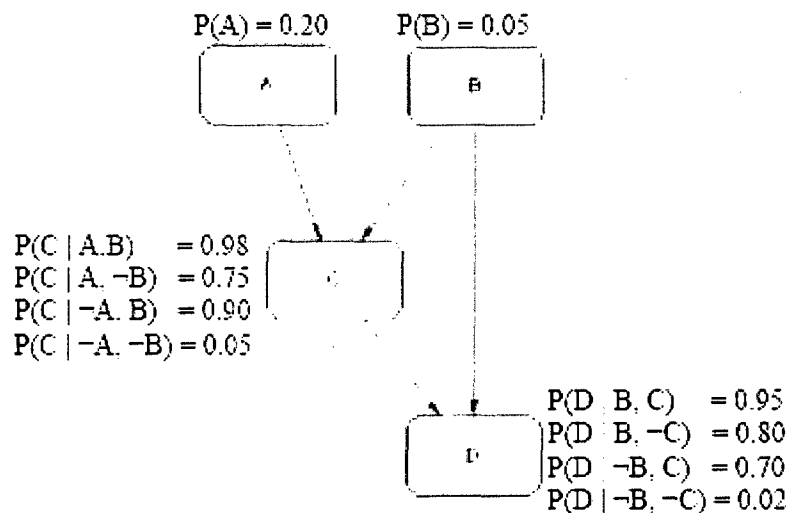 P(A) = 0.20 P(B) = 0.05
A B
P(C | A.B) = 0.98
P(C | A, ¬B) = 0.75
P(C | ¬A. B) = 0.90
P(C | ¬A, ¬B) = 0.05
C
P(D | B, C) = 0.95
P(D | B, ¬C) = 0.80
P(D | ¬B, C) = 0.70
P(D | ¬B, ¬C) = 0.02
D